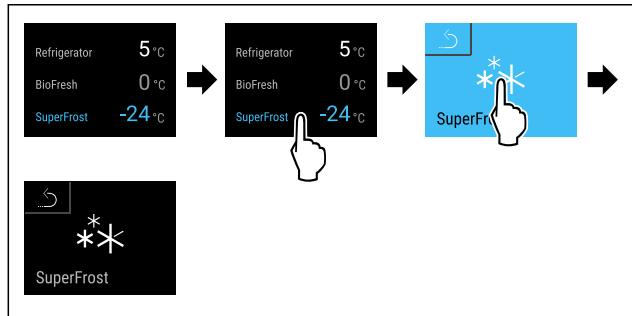 Refrigerator 5 °C
BioFresh 0 °C
SuperFrost -24 °C
Refrigerator 5 °C
BioFresh 0 °C
SuperFrost -24 °C
SuperFr
SuperFrost